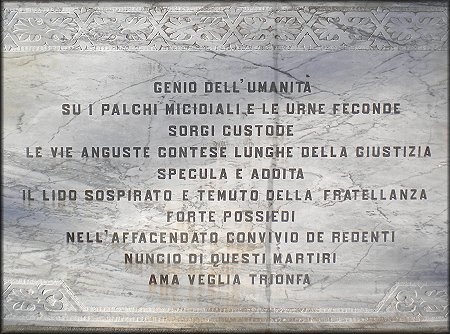 GENIO DELL'UMANITÀ
SU I PALCHI MICIDIALI E LE URNE FECONDE
SORGI CUSTODE
LE VIE ANGUSTE CONTESE LUNGHE DELLA GIUSTIZIA
SPECULA E ADDITA
IL LIDO SOSPIRATO E TEMUTO DELLA FRATELLANZA
FORTE POSSIEDI
NELL'AFFACENDATO CONVIVIO DE REDENTI
NUNCIO DI QUESTI MARTIRI
AMA VEGLIA TRIONFA